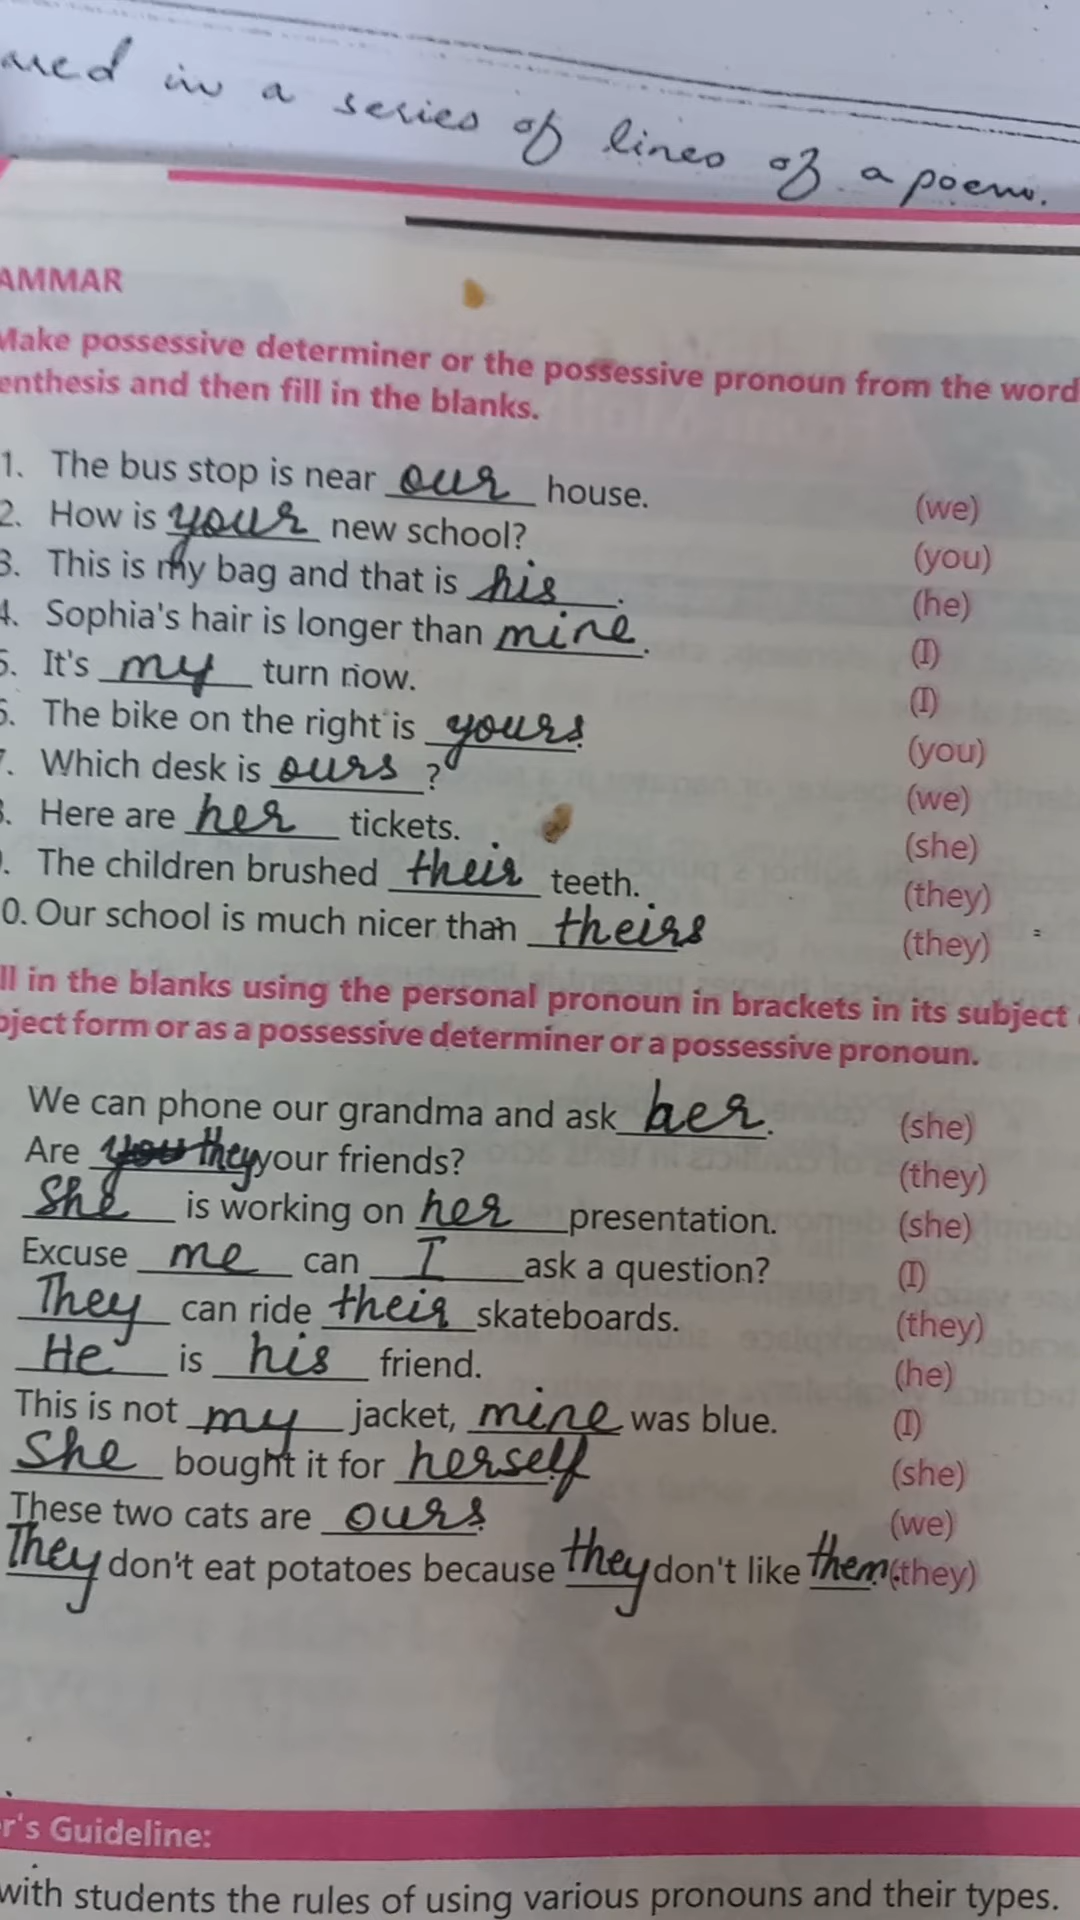 ared in a series of lines of a poem.
AMMAR
Make possessive determiner or the possessive pronoun from the word
enthesis and then fill in the blanks.
1. The bus stop is near our house. (we)
2. How is your new school? (you)
3. This is my bag and that is his. (he)
4. Sophia's hair is longer than mine. (I)
5. It's my turn now. (I)
6. The bike on the right is yours. (you)
7. Which desk is ours? (we)
8. Here are her tickets. (she)
9. The children brushed their teeth. (they)
0. Our school is much nicer than theirs (they)
ll in the blanks using the personal pronoun in brackets in its subject
bject form or as a possessive determiner or a possessive pronoun.
We can phone our grandma and ask her. (she)
Are you they your friends? (they)
She is working on her presentation. (she)
Excuse me can I ask a question? (I)
They can ride their skateboards. (they)
He is his friend. (he)
This is not my jacket, mine was blue. (I)
She bought it for herself. (she)
These two cats are ours. (we)
They don't eat potatoes because they don't like them. (they)
r's Guideline:
with students the rules of using various pronouns and their types.